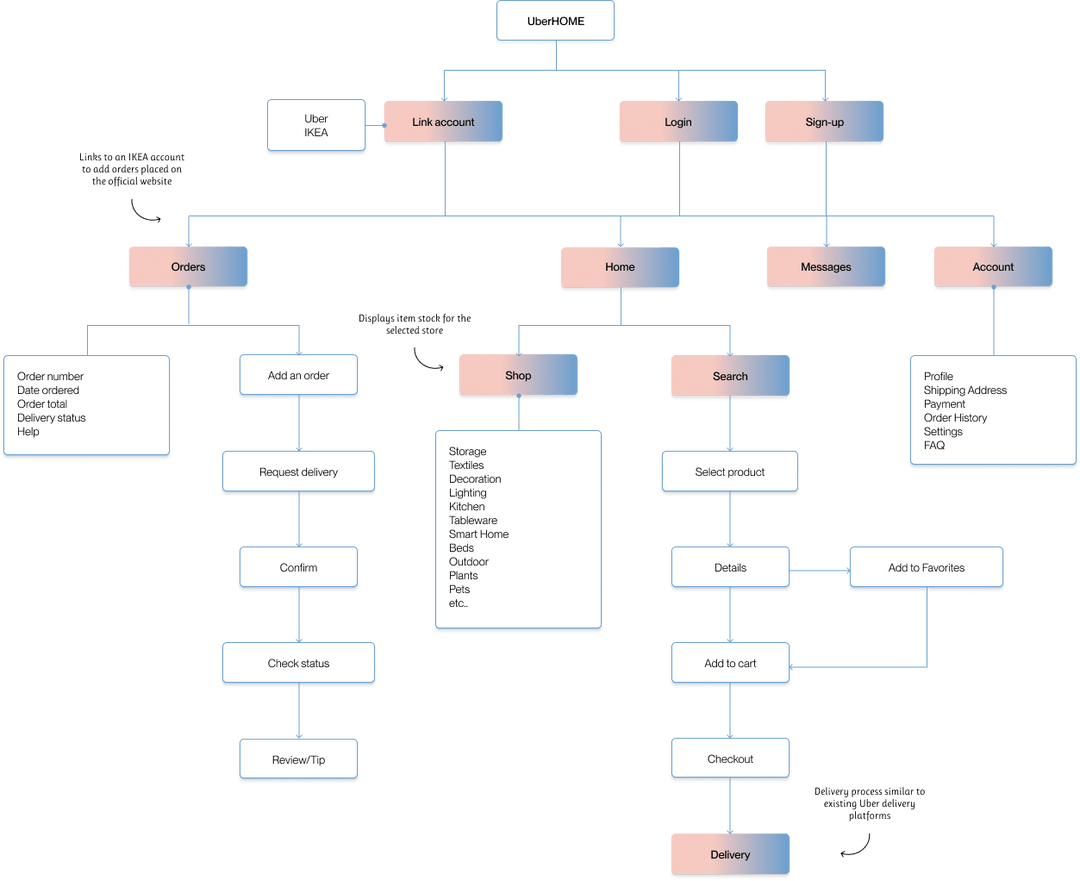 UberHOME
Uber
IKEA
Link account
Login
Sign-up
Links to an IKEA account
to add orders placed on
the official website
Orders
Home
Messages
Account
Displays item stock for the
selected store
Order number
Date ordered
Order total
Delivery status
Help
Add an order
Shop
Search
Profile
Shipping Address
Payment
Order History
Settings
FAQ
Request delivery
Storage
Textiles
Decoration
Lighting
Kitchen
Tableware
Smart Home
Beds
Outdoor
Plants
Pets
etc..
Select product
Confirm
Details
Add to Favorites
Check status
Add to cart
Review/Tip
Checkout
Delivery process similar to
existing Uber delivery
platforms
Delivery